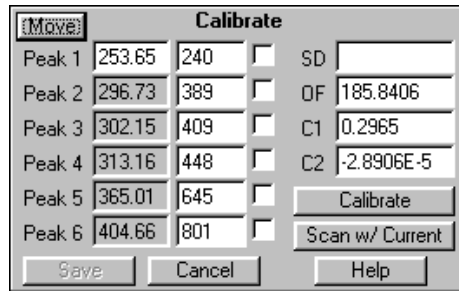 (Move) Calibrate
Peak 1 253.65 240 SD
Peak 2 296.73 389 OF 185.8406
Peak 3 302.15 409 C1 0.2965
Peak 4 313.16 448 C2 -2.8906E-5
Peak 5 365.01 645 Calibrate
Peak 6 404.66 801 Scan w/ Current
Save Cancel Help